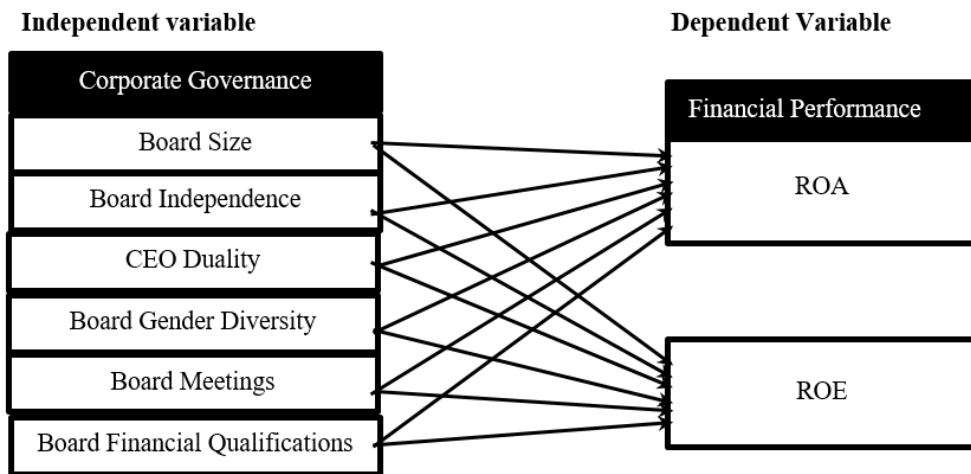 Independent variable
Corporate Governance
Board Size
Board Independence
CEO Duality
Board Gender Diversity
Board Meetings
Board Financial Qualifications
Dependent Variable
Financial Performance
ROA
ROE